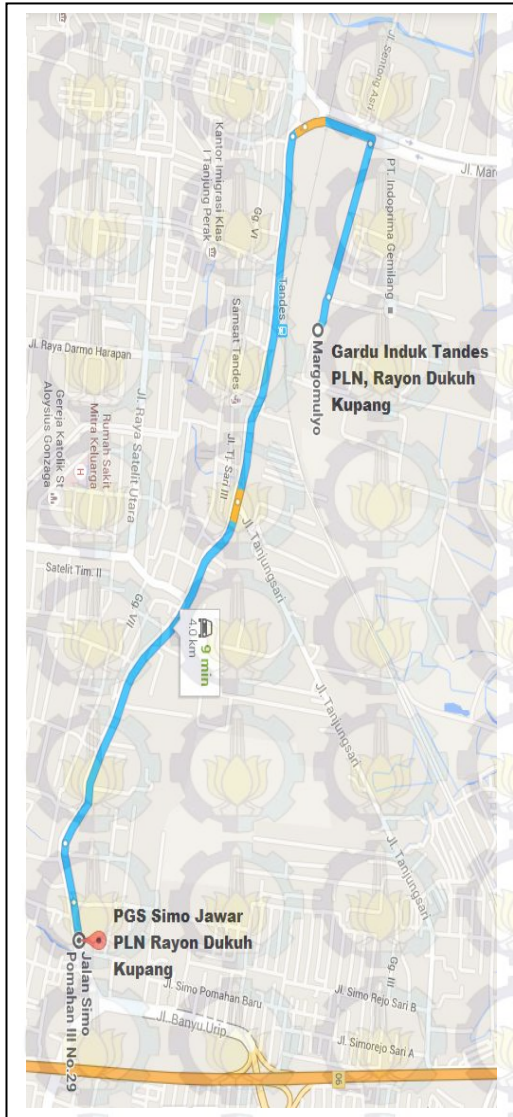 Jl. Sentong Asri
PT. Indoprima Gemilang
Kantor Imigrasi Klas
I Tanjung Perak
Gg. VI
Tandes
Margomulyo
Gardu Induk Tandes
PLN, Rayon Dukuh
Kupang
Samsat Tandes
Jl. Raya Darmo Harapan
Jl. Raya Satelit Utara
Rumah Sakit
Mitra Keluarga
H
Gereja Katolik St
Aloysius Gonzaga
Jl. Tj. Sari III
Jl. Tanjungsari
Satelit Tim. II
Gg. VII
9 min
4.0 km
Jl. Tanjungsari
Jl. Tanjungsari
PGS Simo Jawar
PLN Rayon Dukuh
Kupang
Jalan Simo
Pomahan III No.29
Gg. III
Jl. Simo Pomahan Baru
Jl. Simo Rejo Sari B
Jl. Banyu Urip
Jl. Simorejo Sari A